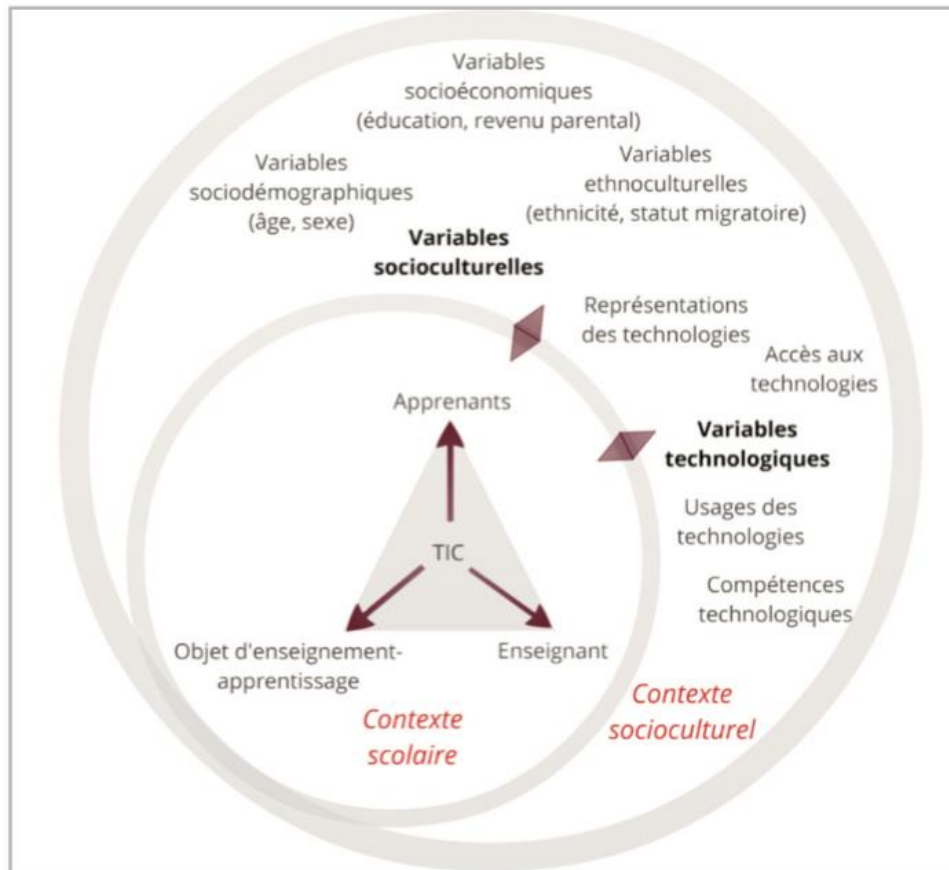 Variables
socioéconomiques
(éducation, revenu parental)
Variables
sociodémographiques
(âge, sexe)
Variables
ethnoculturelles
(ethnicité, statut migratoire)
Variables
socioculturelles
Représentations
des technologies
Accès aux
technologies
Apprenants
Variables
technologiques
Usages des
technologies
TIC
Compétences
technologiques
Objet d'enseignement-
apprentissage
Enseignant
Contexte
scolaire
Contexte
socioculturel